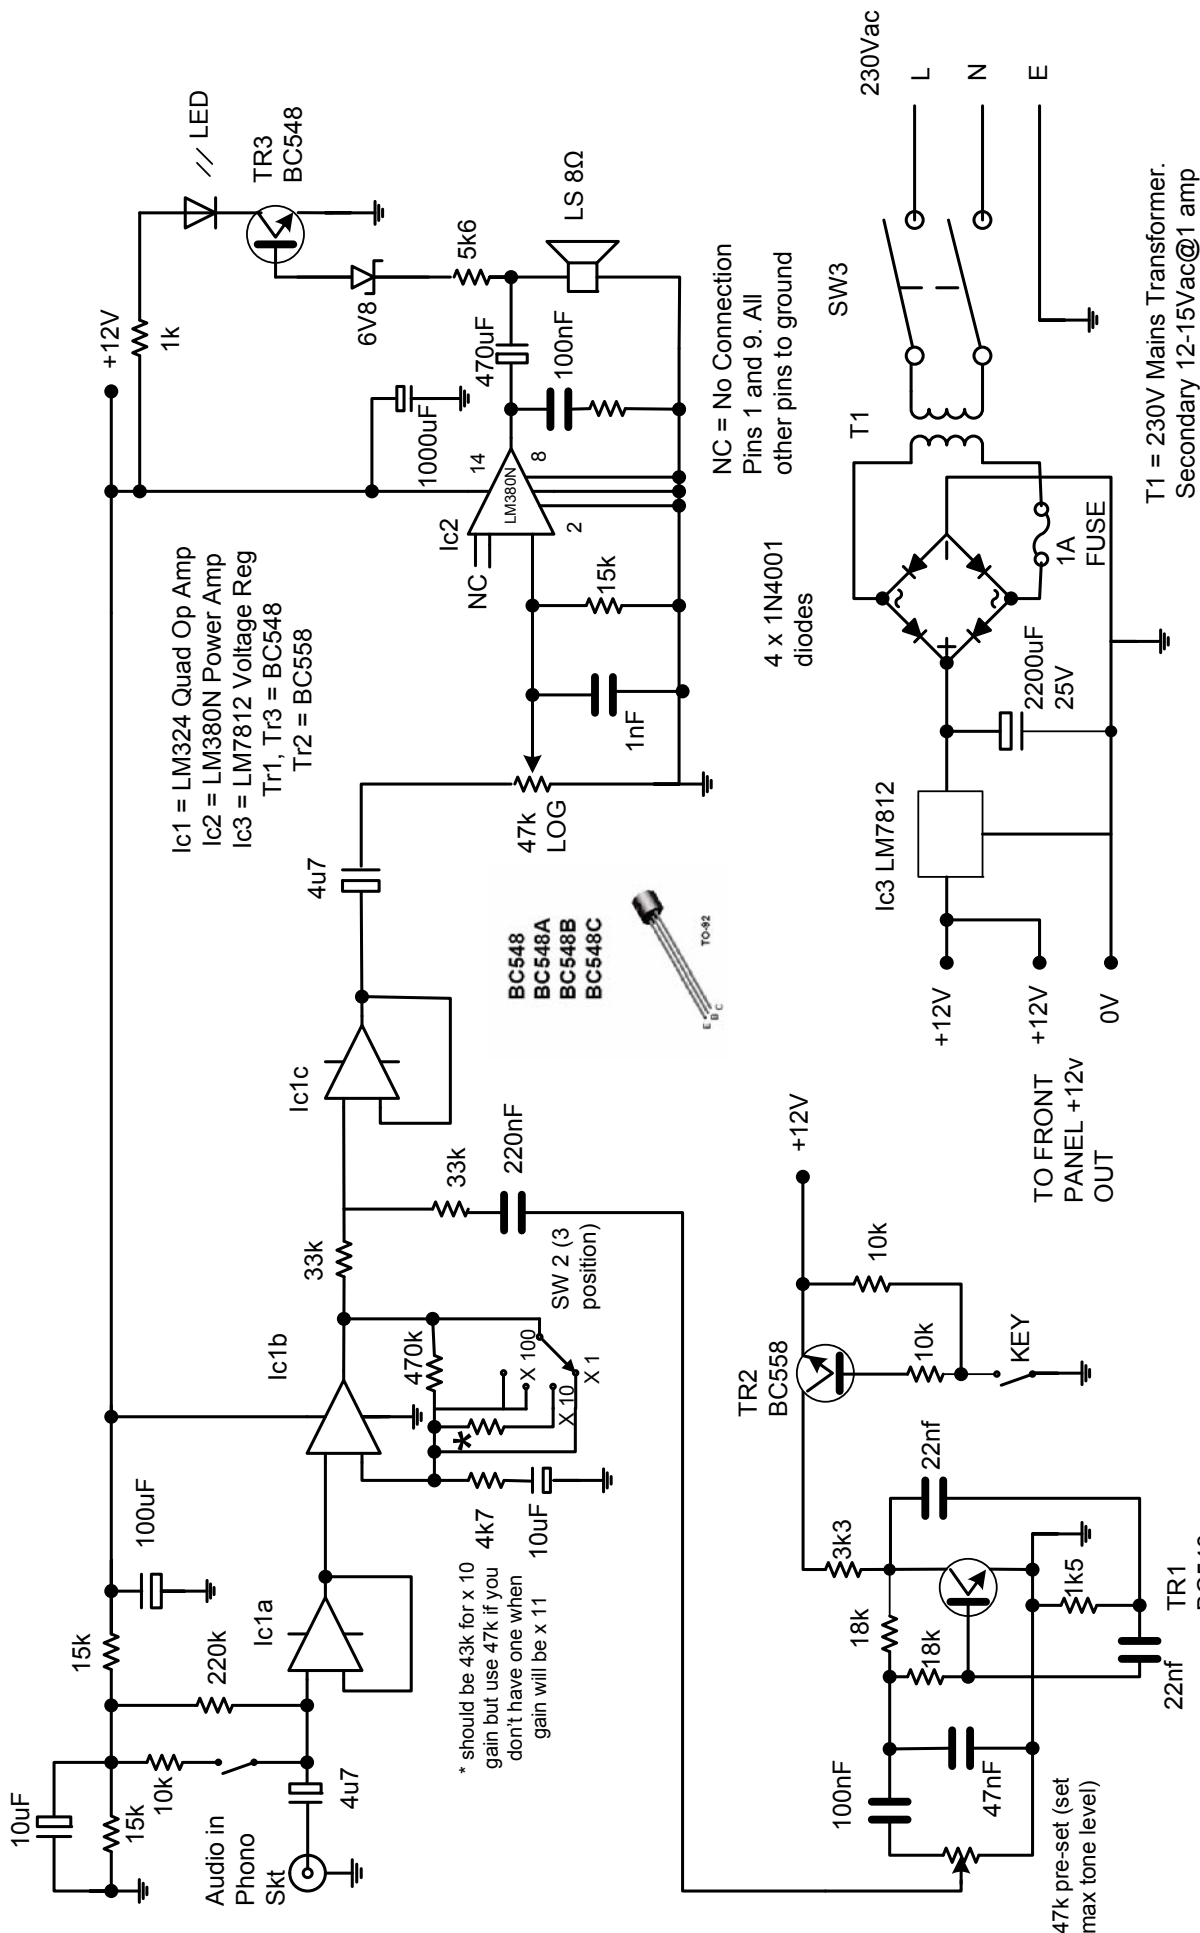 10uF
15k
15k
100uF
10k
220k
Audio in
Phono
Skt
4u7
Ic1a
* should be 43k for x 10
gain but use 47k if you
don't have one when
gain will be x 11
4k7
10uF
*
470k
X 100
X 10
X 1
SW 2 (3
position)
Ic1b
33k
33k
220nF
Ic1c
4u7
Ic1 = LM324 Quad Op Amp
Ic2 = LM380N Power Amp
Ic3 = LM7812 Voltage Reg
Tr1, Tr3 = BC548
Tr2 = BC558
+12V
1k
LED
TR3
BC548
6V8
5k6
1000uF
470uF
100nF
LS 8Ω
Ic2
LM380N
14
8
2
NC
15k
1nF
47k
LOG
NC = No Connection
Pins 1 and 9. All
other pins to ground
BC548
BC548A
BC548B
BC548C
TO-92
E
B
C
47k pre-set (set
max tone level)
100nF
47nF
18k
18k
3k3
22nf
1k5
22nf
TR1
TR2
BC558
10k
10k
KEY
+12V
TO FRONT
PANEL +12v
OUT
+12V
+12V
0V
Ic3 LM7812
2200uF
25V
4 x 1N4001
diodes
+
1A
FUSE
T1
SW3
230Vac
L
N
E
T1 = 230V Mains Transformer.
Secondary 12-15Vac@1 amp